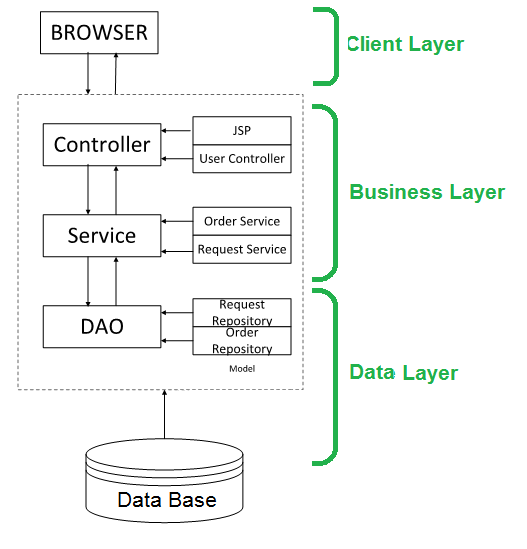 BROWSER
Client Layer
Controller
JSP
User Controller
Business Layer
Service
Order Service
Request Service
DAO
Request
Repository
Order
Repository
Model
Data Layer
Data Base